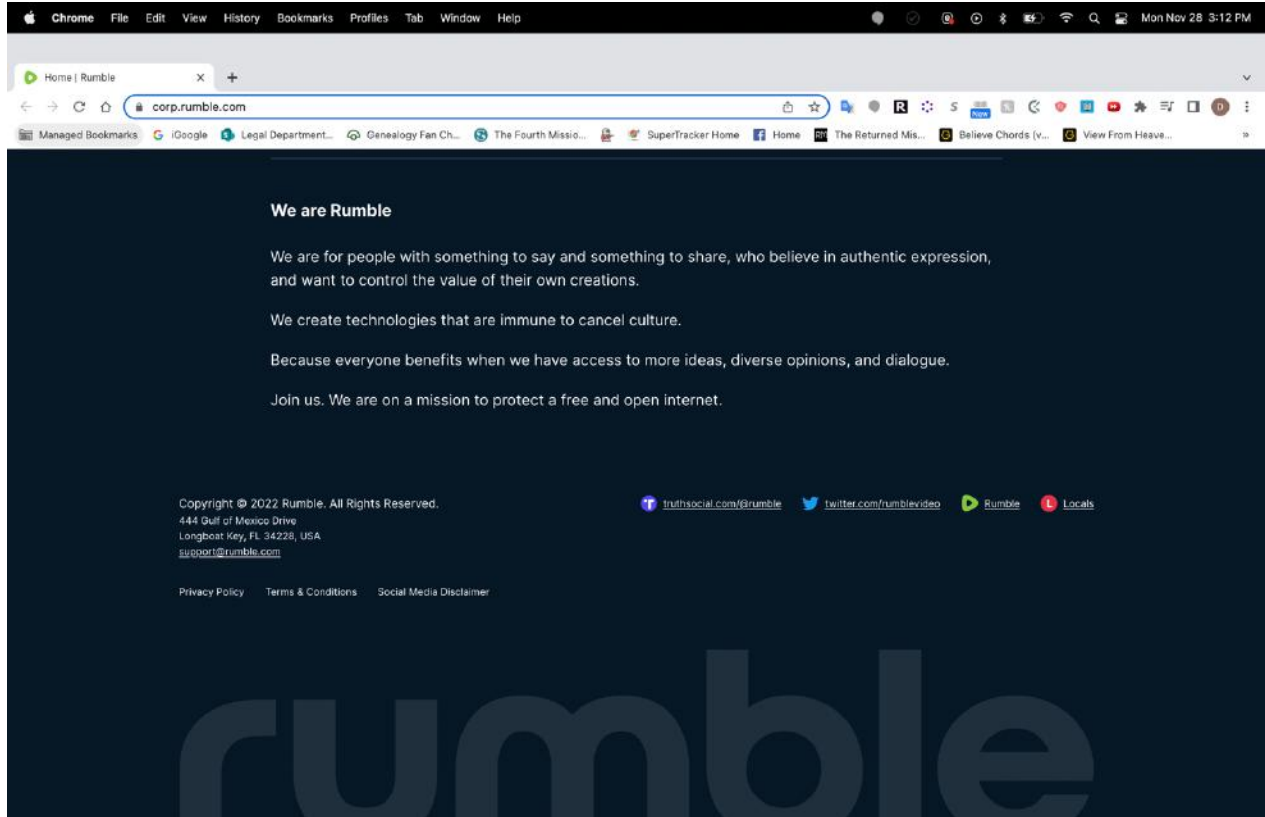 Chrome File Edit View History Bookmarks Profiles Tab Window Help Mon Nov 28 3:12 PM
Home | Rumble
corp.rumble.com
New
Managed Bookmarks iGoogle Legal Department... Genealogy Fan Ch... The Fourth Missio... SuperTracker Home Home The Returned Mis... Believe Chords (v... View From Heave...
We are Rumble
We are for people with something to say and something to share, who believe in authentic expression,
and want to control the value of their own creations.
We create technologies that are immune to cancel culture.
Because everyone benefits when we have access to more ideas, diverse opinions, and dialogue.
Join us. We are on a mission to protect a free and open internet.
Copyright © 2022 Rumble. All Rights Reserved.
444 Gulf of Mexico Drive
Longboat Key, FL 34228, USA
support@rumble.com
truthsocial.com/@rumble twitter.com/rumblevideo Rumble Locals
Privacy Policy Terms & Conditions Social Media Disclaimer
rumble